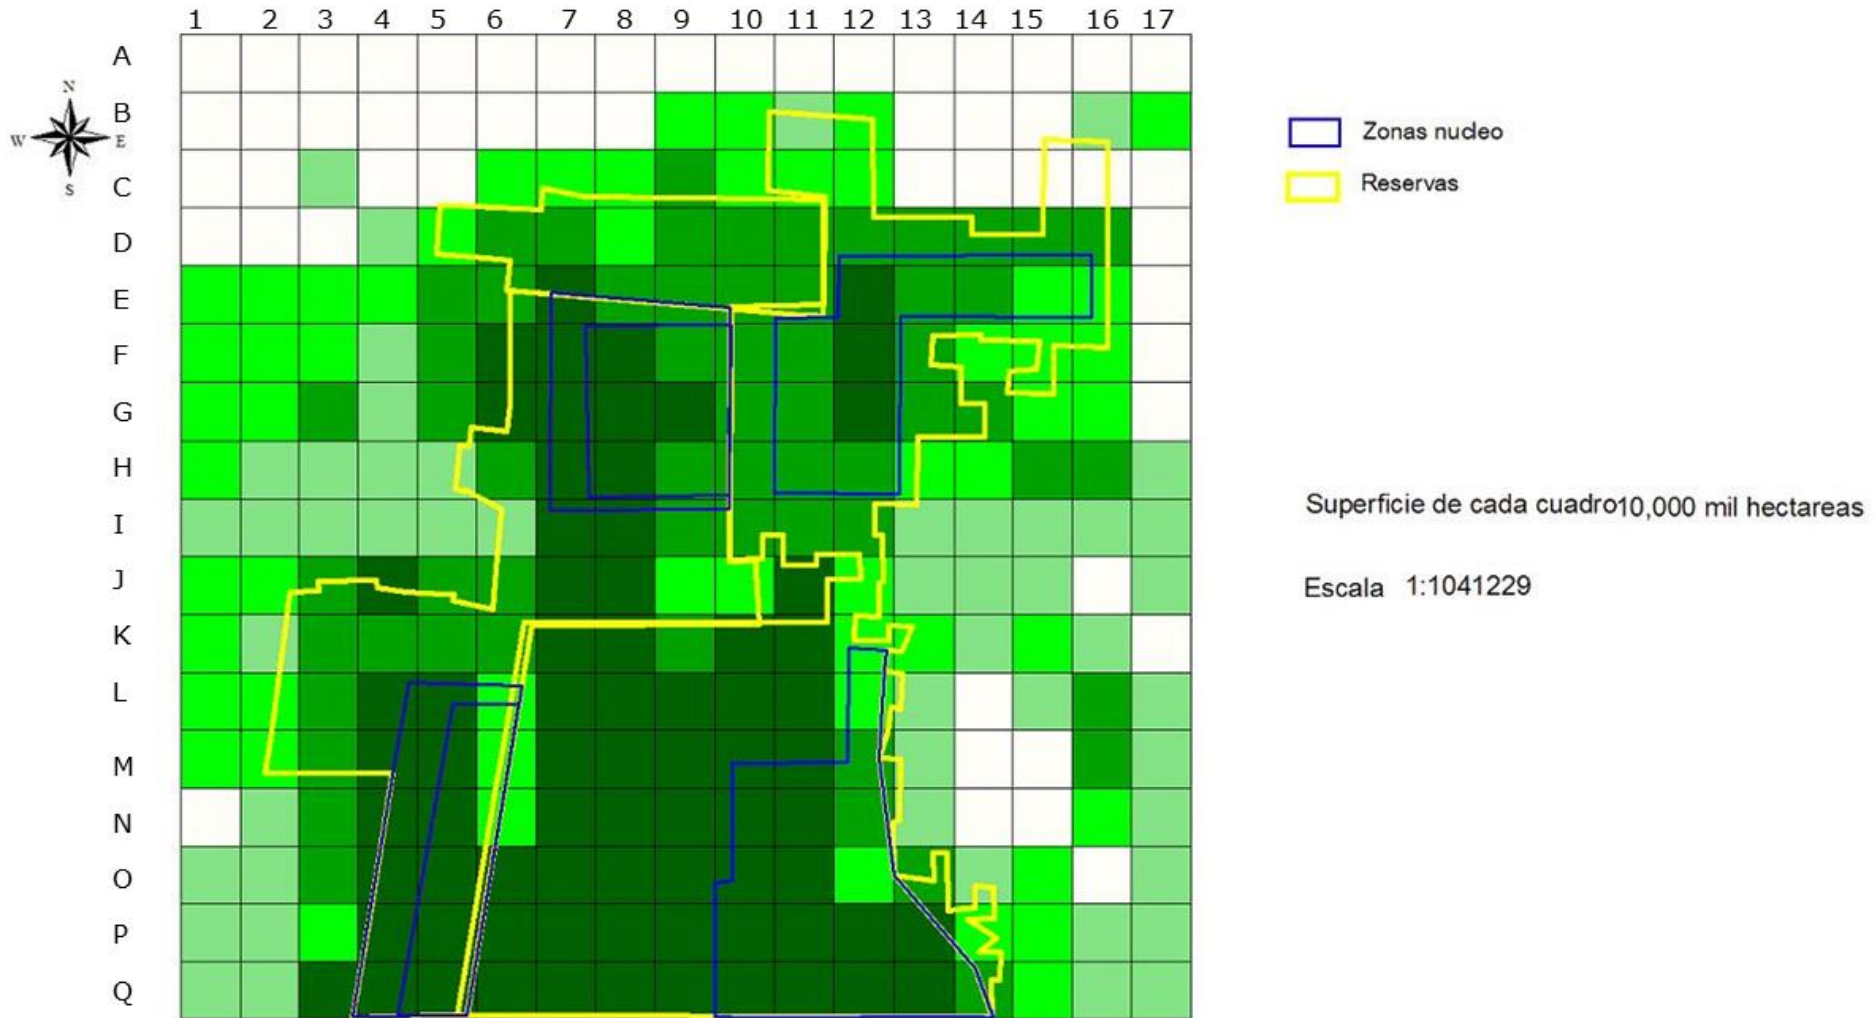 1 2 3 4 5 6 7 8 9 10 11 12 13 14 15 16 17
A
B
C
D
E
F
G
H
I
J
K
L
M
N
O
P
Q
N
W E
S
Zonas nucleo
Reservas
Superficie de cada cuadro10,000 mil hectareas
Escala 1:1041229